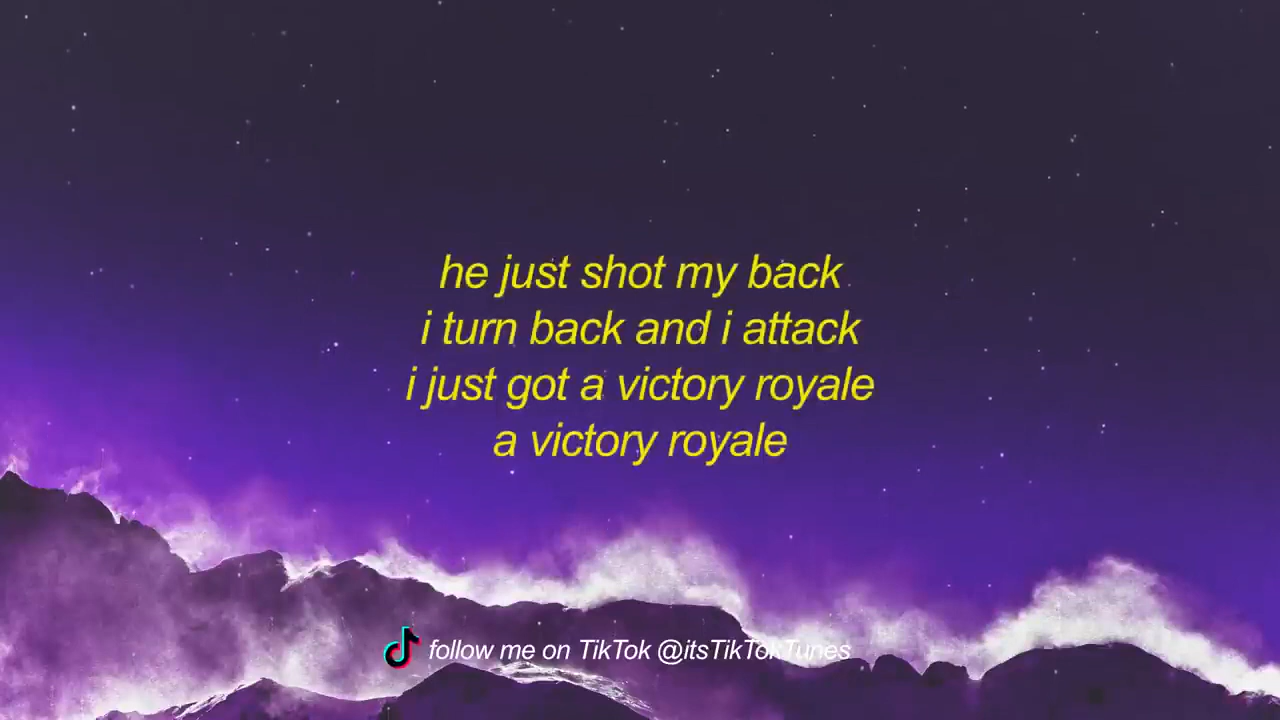 he just shot my back
i turn back and i attack
i just got a victory royale
a victory royale
follow me on TikTok @itsTikTokTunes